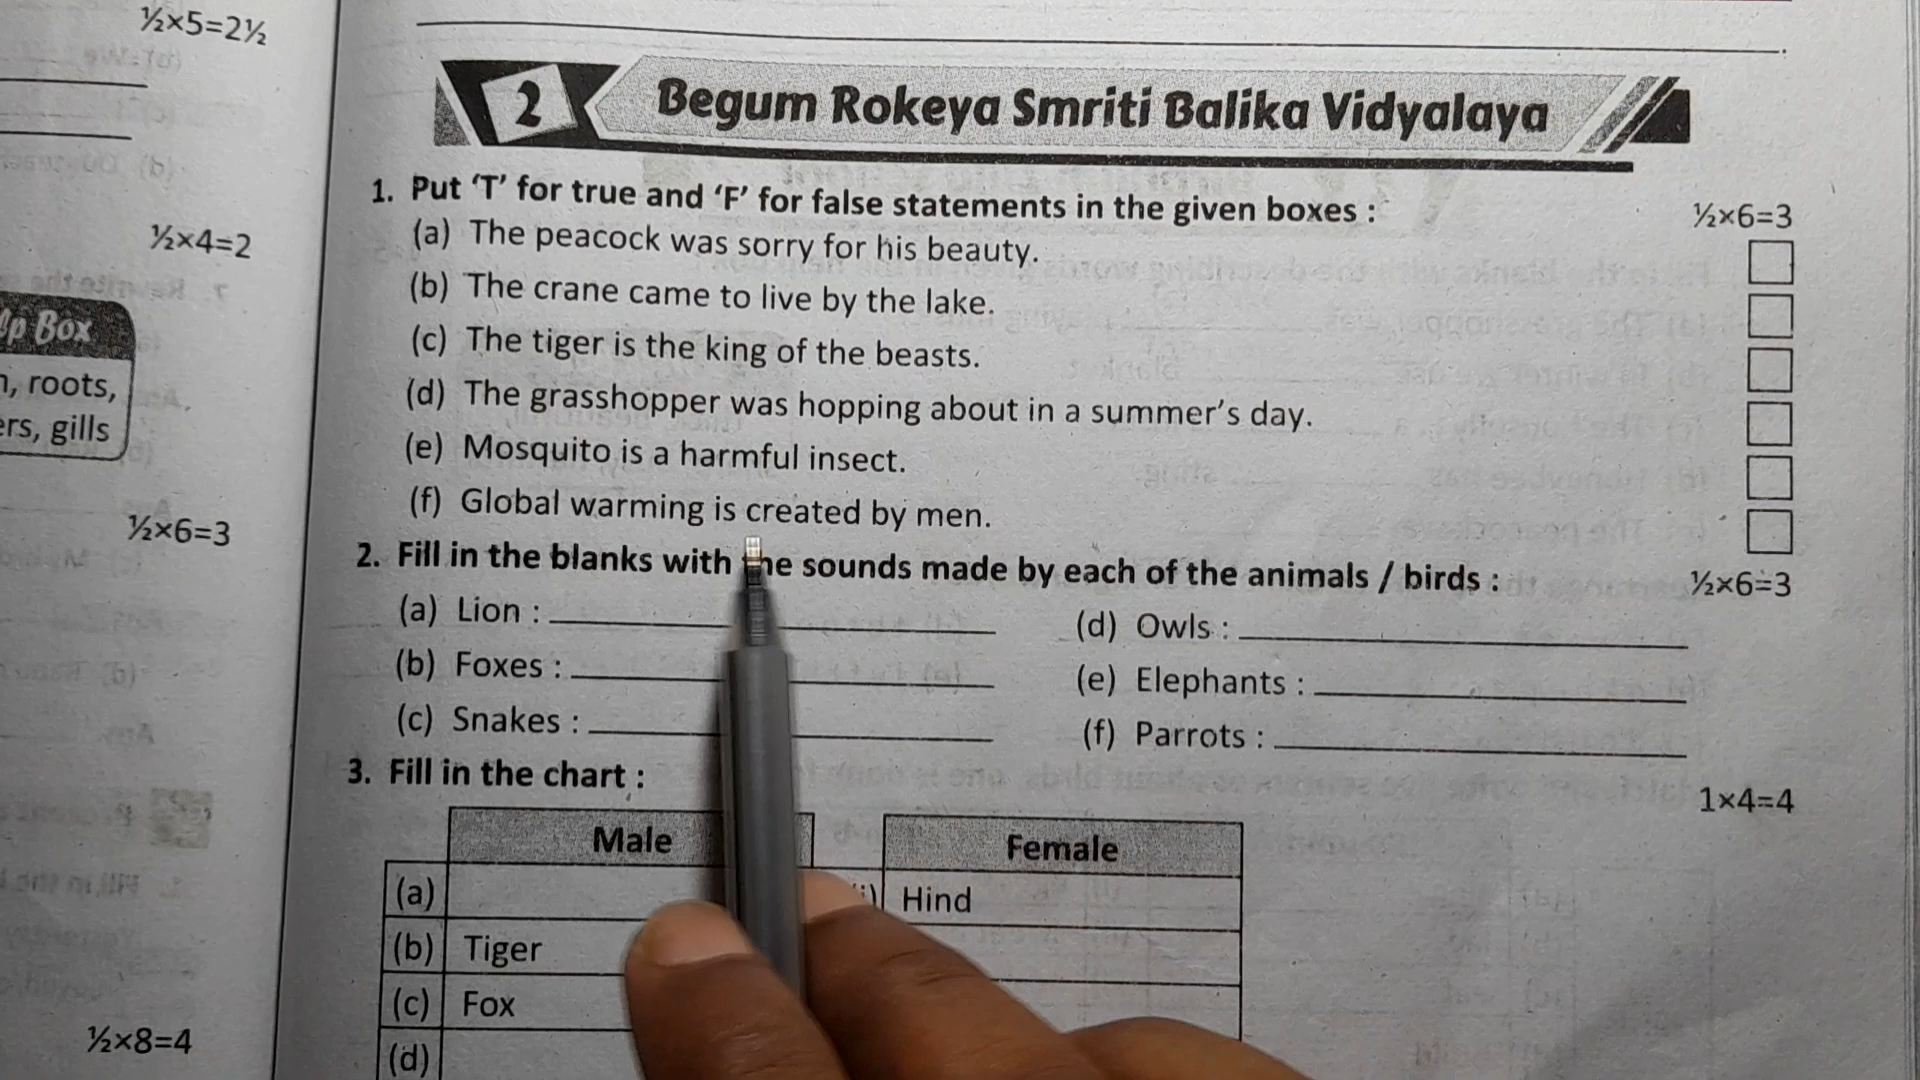 ½×5=2½
2 Begum Rokeya Smriti Balika Vidyalaya
1. Put ‘T’ for true and ‘F’ for false statements in the given boxes : ½×6=3
(a) The peacock was sorry for his beauty.
½×4=2
(b) The crane came to live by the lake.
Box
(c) The tiger is the king of the beasts.
roots,
(d) The grasshopper was hopping about in a summer’s day.
gills
(e) Mosquito is a harmful insect.
(f) Global warming is created by men.
½×6=3
2. Fill in the blanks with the sounds made by each of the animals / birds : ½×6=3
(a) Lion : (d) Owls :
(b) Foxes : (e) Elephants :
(c) Snakes : (f) Parrots :
3. Fill in the chart : 1×4=4
Male Female
(a) Hind
(b) Tiger
(c) Fox
½×8=4
(d)